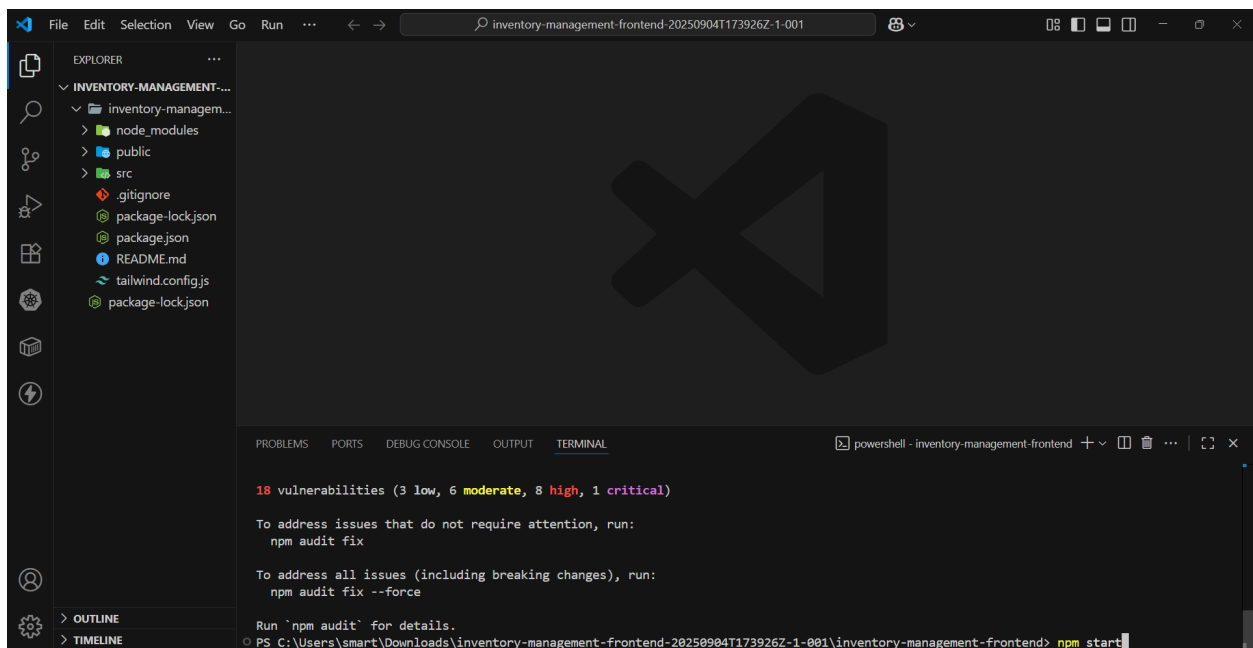 File Edit Selection View Go Run ··· inventory-management-frontend-20250904T173926Z-1-001
EXPLORER ···
INVENTORY-MANAGEMENT-...
inventory-managem...
node_modules
public
src
.gitignore
package-lock.json
package.json
README.md
tailwind.config.js
package-lock.json
OUTLINE
TIMELINE
PROBLEMS PORTS DEBUG CONSOLE OUTPUT TERMINAL powershell - inventory-management-frontend
18 vulnerabilities (3 low, 6 moderate, 8 high, 1 critical)
To address issues that do not require attention, run:
npm audit fix
To address all issues (including breaking changes), run:
npm audit fix --force
Run `npm audit` for details.
PS C:\Users\smart\Downloads\inventory-management-frontend-20250904T173926Z-1-001\inventory-management-frontend> npm start